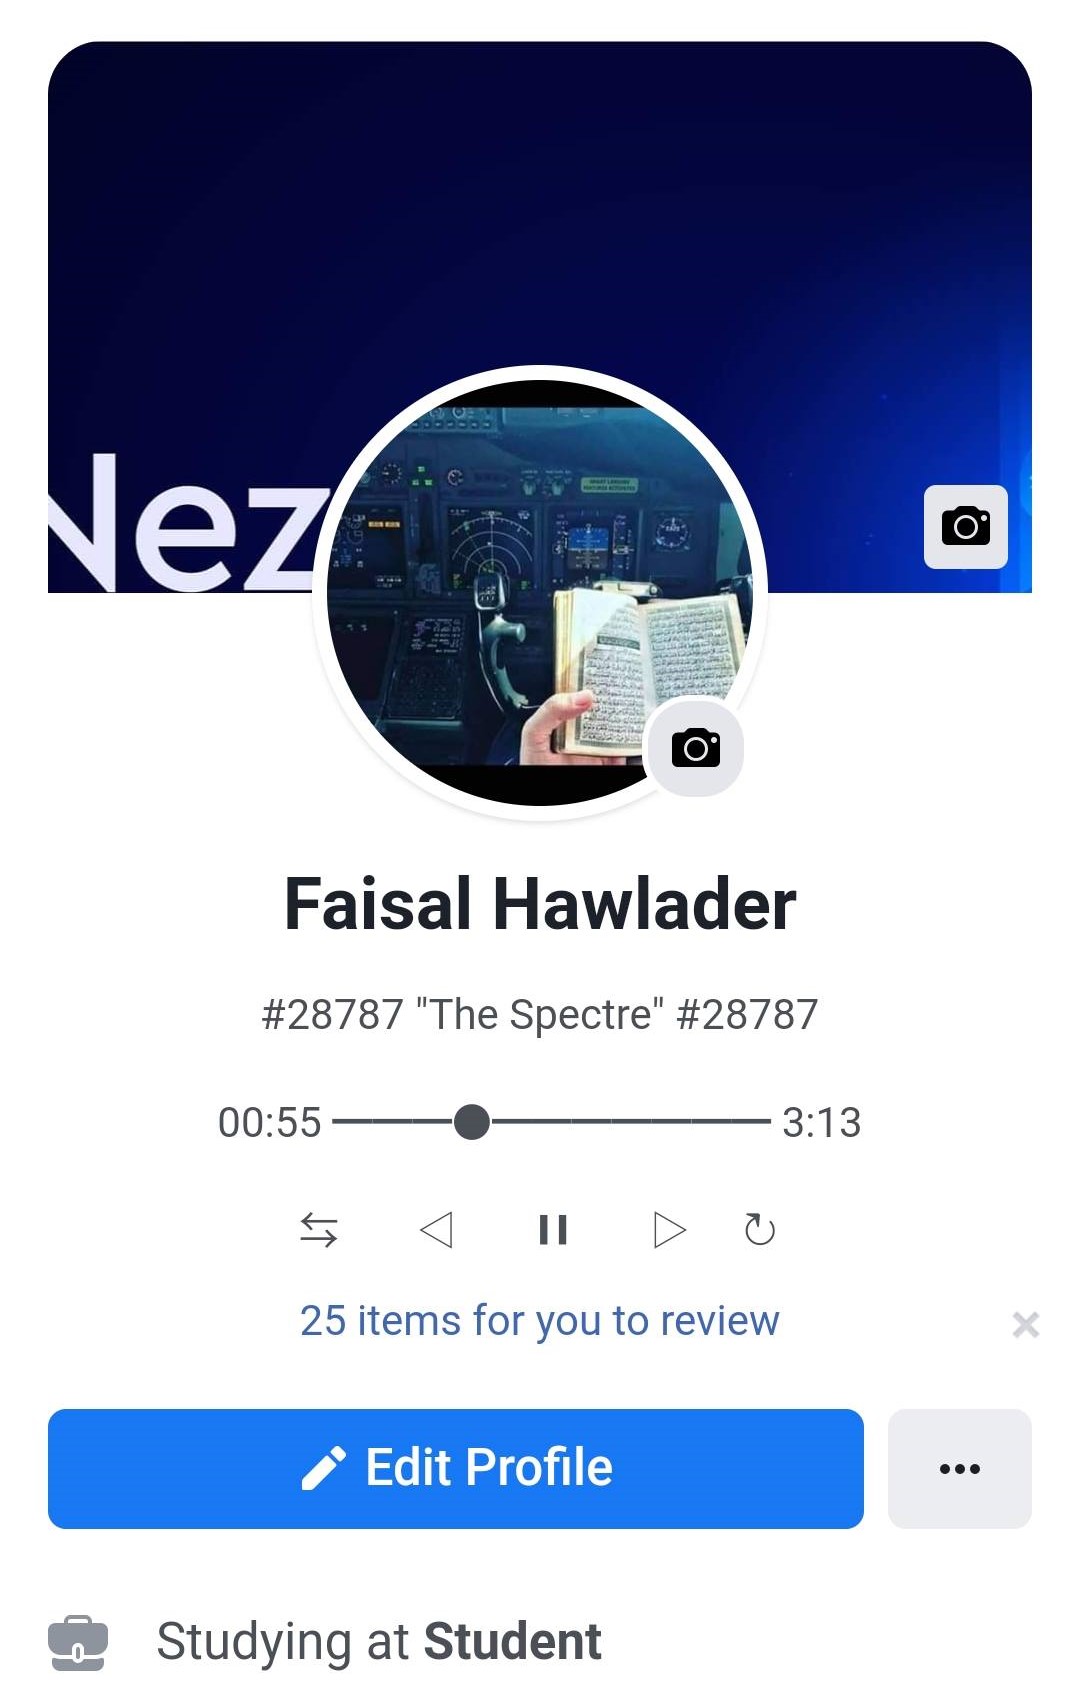 Nez
Faisal Hawlader
#28787 "The Spectre" #28787
00:55 3:13
25 items for you to review
Edit Profile
Studying at Student